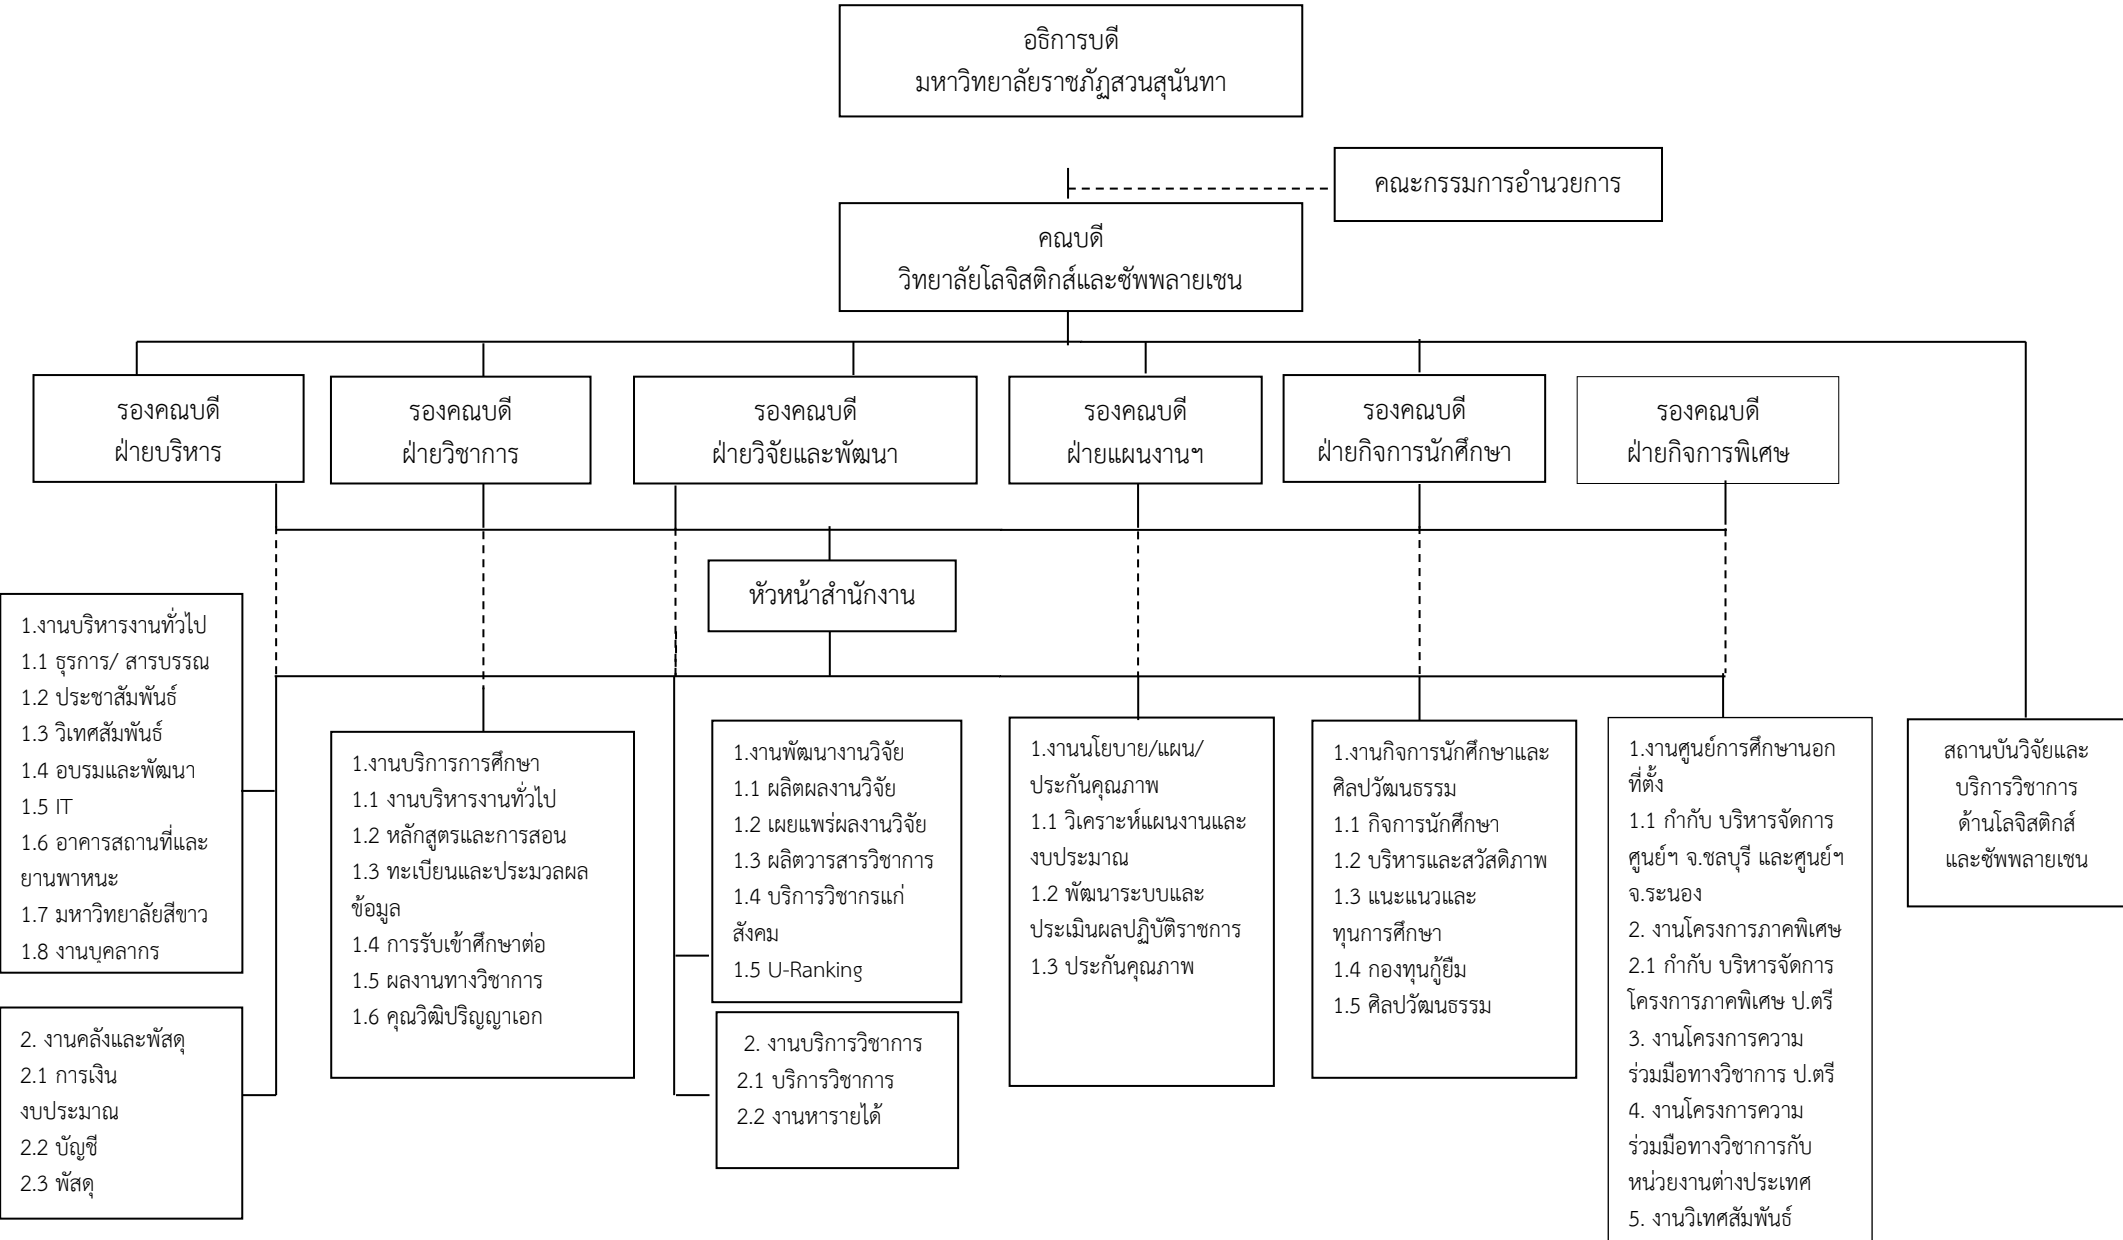 อธิการบดี
มหาวิทยาลัยราชภัฏสวนสุนันทา
คณะกรรมการอำนวยการ
คณบดี
วิทยาลัยโลจิสติกส์และซัพพลายเชน
รองคณบดี
ฝ่ายบริหาร
รองคณบดี
ฝ่ายวิชาการ
รองคณบดี
ฝ่ายวิจัยและพัฒนา
รองคณบดี
ฝ่ายแผนงานฯ
รองคณบดี
ฝ่ายกิจการนักศึกษา
รองคณบดี
ฝ่ายกิจการพิเศษ
หัวหน้าสำนักงาน
1.งานบริหารงานทั่วไป
1.1 ธุรการ/ สารบรรณ
1.2 ประชาสัมพันธ์
1.3 วิเทศสัมพันธ์
1.4 อบรมและพัฒนา
1.5 IT
1.6 อาคารสถานที่และ
ยานพาหนะ
1.7 มหาวิทยาลัยสีขาว
1.8 งานบุคลากร
2. งานคลังและพัสดุ
2.1 การเงิน
งบประมาณ
2.2 บัญชี
2.3 พัสดุ
1.งานบริการการศึกษา
1.1 งานบริหารงานทั่วไป
1.2 หลักสูตรและการสอน
1.3 ทะเบียนและประมวลผล
ข้อมูล
1.4 การรับเข้าศึกษาต่อ
1.5 ผลงานทางวิชาการ
1.6 คุณวิฒิปริญญาเอก
1.งานพัฒนางานวิจัย
1.1 ผลิตผลงานวิจัย
1.2 เผยแพร่ผลงานวิจัย
1.3 ผลิตวารสารวิชาการ
1.4 บริการวิชากรแก่
สังคม
1.5 U-Ranking
2. งานบริการวิชาการ
2.1 บริการวิชาการ
2.2 งานหารายได้
1.งานนโยบาย/แผน/
ประกันคุณภาพ
1.1 วิเคราะห์แผนงานและ
งบประมาณ
1.2 พัฒนาระบบและ
ประเมินผลปฏิบัติราชการ
1.3 ประกันคุณภาพ
1.งานกิจการนักศึกษาและ
ศิลปวัฒนธรรม
1.1 กิจการนักศึกษา
1.2 บริหารและสวัสดิภาพ
1.3 แนะแนวและ
ทุนการศึกษา
1.4 กองทุนกู้ยืม
1.5 ศิลปวัฒนธรรม
1.งานศูนย์การศึกษานอก
ที่ตั้ง
1.1 กำกับ บริหารจัดการ
ศูนย์ฯ จ.ชลบุรี และศูนย์ฯ
จ.ระนอง
2. งานโครงการภาคพิเศษ
2.1 กำกับ บริหารจัดการ
โครงการภาคพิเศษ ป.ตรี
3. งานโครงการความ
ร่วมมือทางวิชาการ ป.ตรี
4. งานโครงการความ
ร่วมมือทางวิชาการกับ
หน่วยงานต่างประเทศ
5. งานวิเทศสัมพันธ์
สถานบันวิจัยและ
บริการวิชาการ
ด้านโลจิสติกส์
และซัพพลายเชน